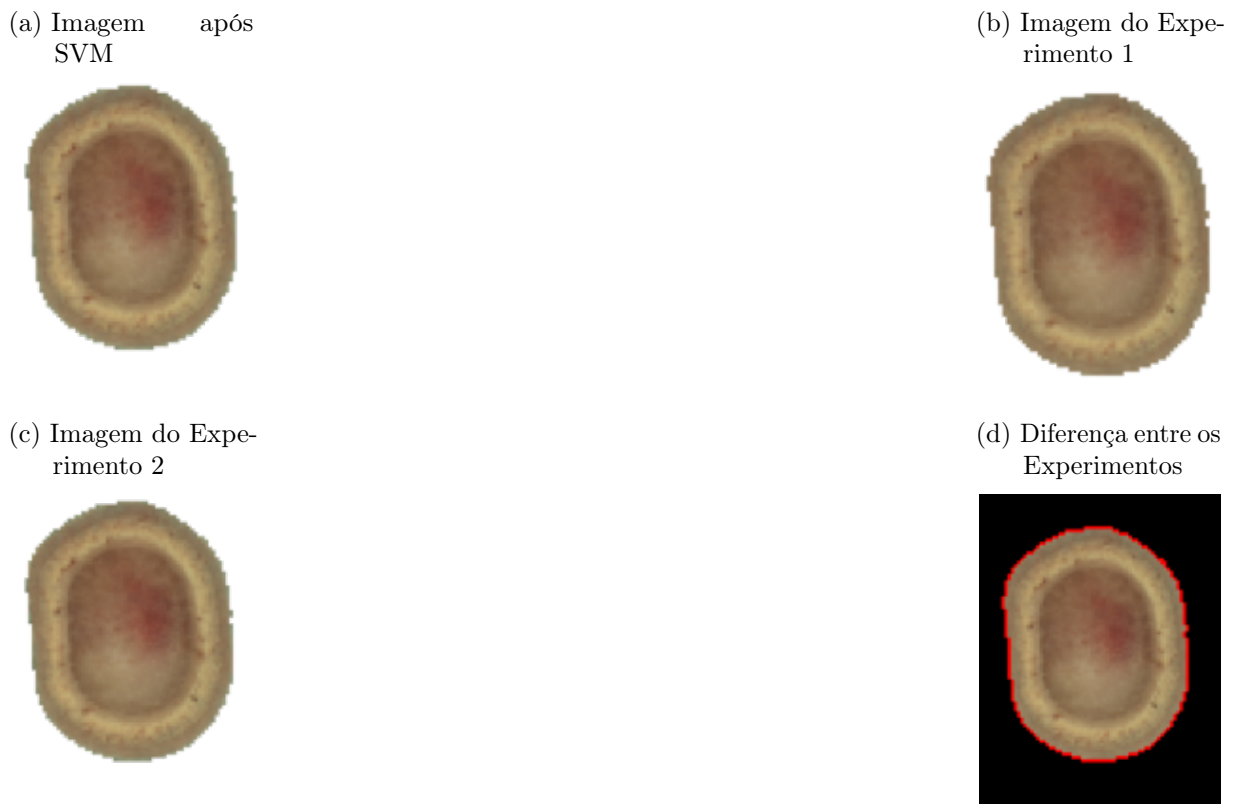 (a) Imagem após
SVM
(b) Imagem do Expe-
rimento 1
(c) Imagem do Expe-
rimento 2
(d) Diferença entre os
Experimentos